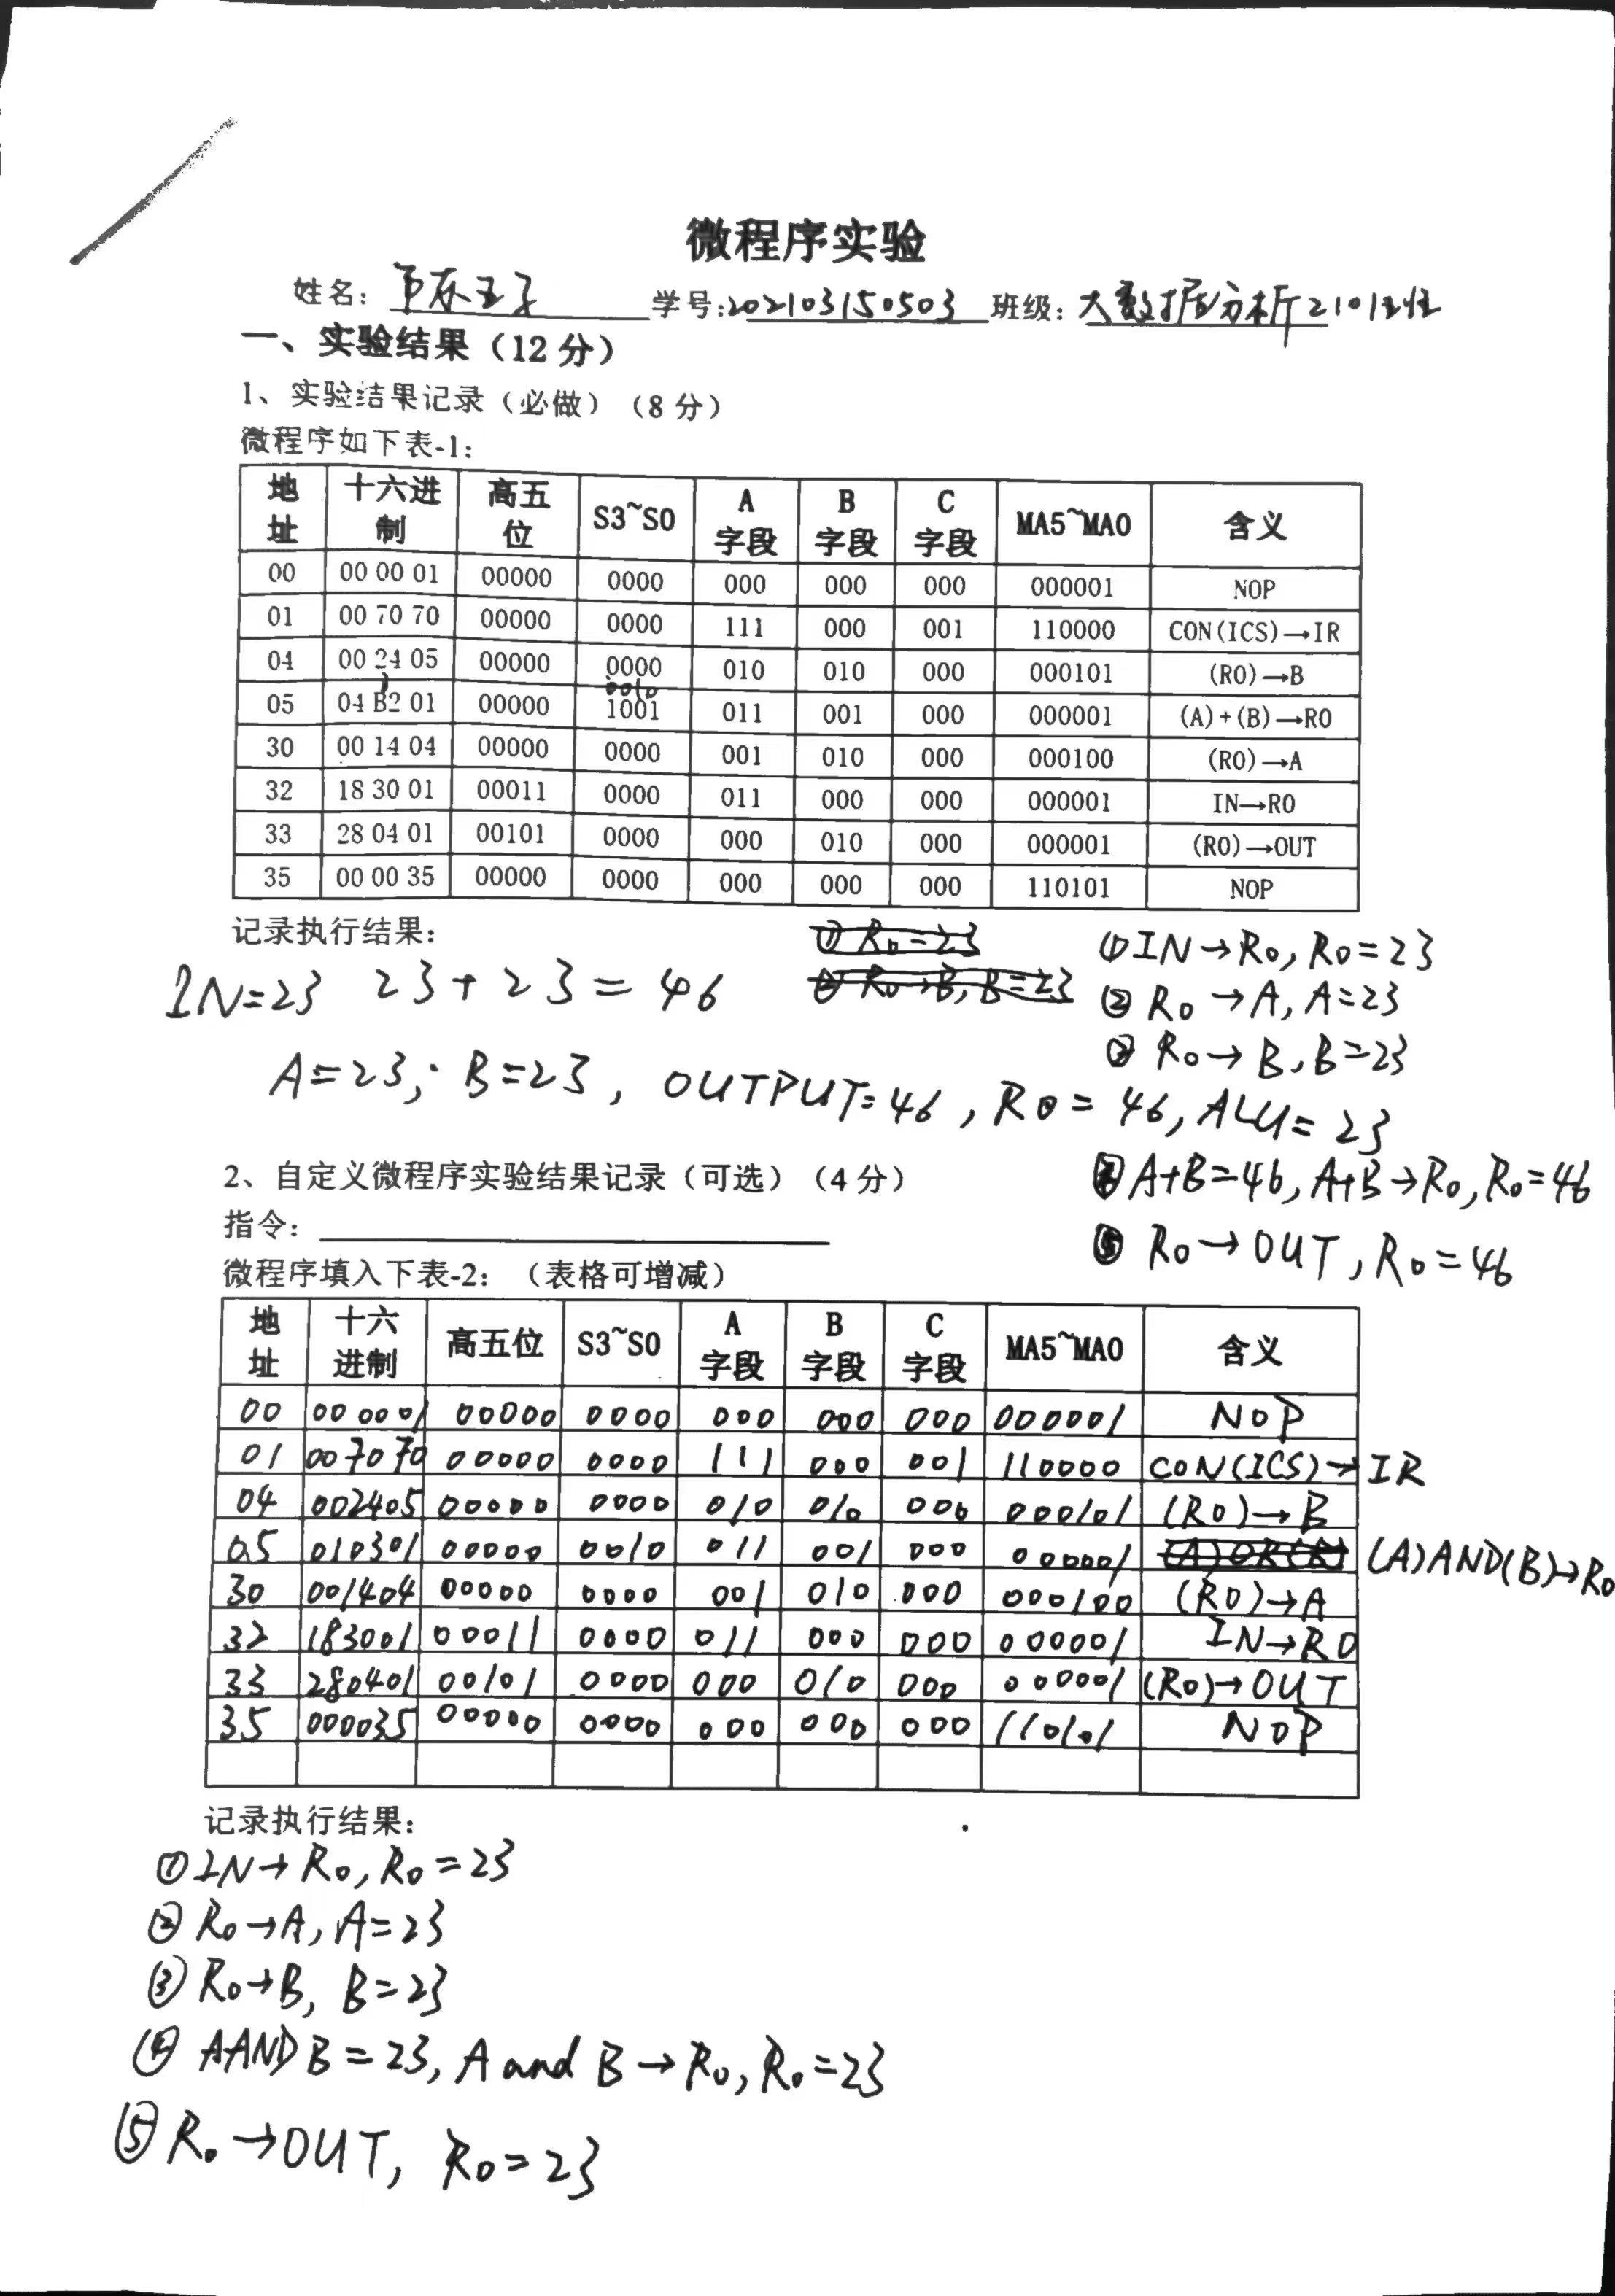 微程序实验
姓名: 学号:202103150503 班级: 大数据分析2101
一、实验结果（12 分）
1、实验结果记录（必做）（8 分）
微程序如下表-1:
地址 十六进制 高五位 S3~S0 A字段 B字段 C字段 MA5~MA0 含义
00 00 00 01 00000 0000 000 000 000 000001 NOP
01 00 70 70 00000 0000 111 000 001 110000 CON(ICS)→IR
04 00 24 05 00000 0000 010 010 000 000101 (R0)→B
0010
05 04 B2 01 00000 1001 011 001 000 000001 (A)+(B)→R0
30 00 14 04 00000 0000 001 010 000 000100 (R0)→A
32 18 30 01 00011 0000 011 000 000 000001 IN→R0
33 28 04 01 00101 0000 000 010 000 000001 (R0)→OUT
35 00 00 35 00000 0000 000 000 000 110101 NOP
记录执行结果:
IN=23 23+23=46
A=23; B=23, OUTPUT=46, R0=46, ALU=23
① R0=23
② R0→B, B=23
①IN→R0, R0=23
② R0→A, A=23
③ R0→B, B=23
④A+B=46, A+B→R0, R0=46
⑤ R0→OUT, R0=46
2、自定义微程序实验结果记录（可选）（4 分）
指令:
微程序填入下表-2: （表格可增减）
地址 十六进制 高五位 S3~S0 A字段 B字段 C字段 MA5~MA0 含义
00 00 00 01 00000 0000 000 000 000 000001 NOP
01 007070 00000 0000 111 000 001 110000 CON(ICS)→IR
04 002405 00000 0000 010 010 000 000101 (R0)→B
05 010301 00000 0010 011 001 000 000001 (A)OR(B) (A)AND(B)→R0
30 001404 00000 0000 001 010 000 000100 (R0)→A
32 183001 00011 0000 011 000 000 000001 IN→R0
33 280401 00101 0000 000 010 000 000001 (R0)→OUT
35 000035 00000 0000 000 000 000 110101 NOP
记录执行结果:
①IN→R0, R0=23
② R0→A, A=23
③ R0→B, B=23
④ AANDB=23, A and B→R0, R0=23
⑤ R0→OUT, R0=23